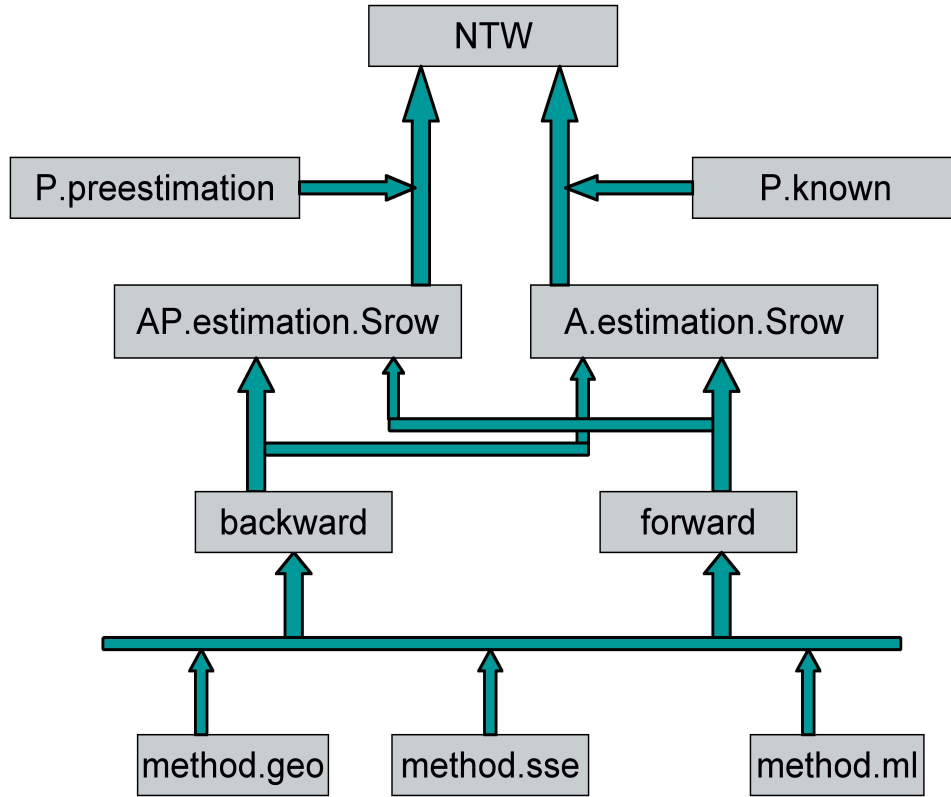 NTW
P.preestimation
P.known
AP.estimation.Srow
A.estimation.Srow
backward
forward
method.geo
method.sse
method.ml